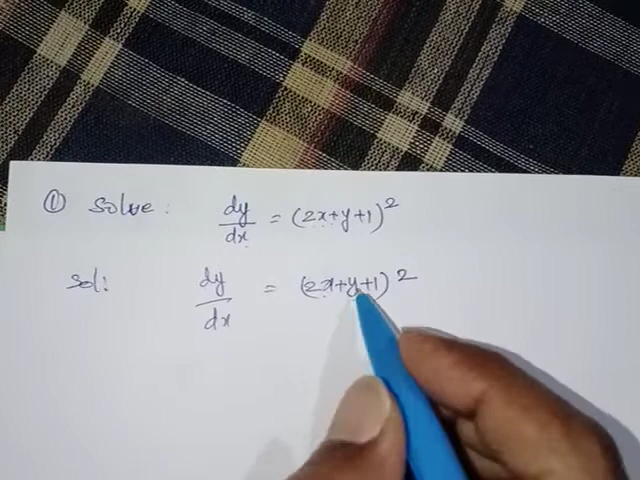 ① Solve: dy/dx = (2x+y+1)²
Sol: dy/dx = (2x+y+1)²